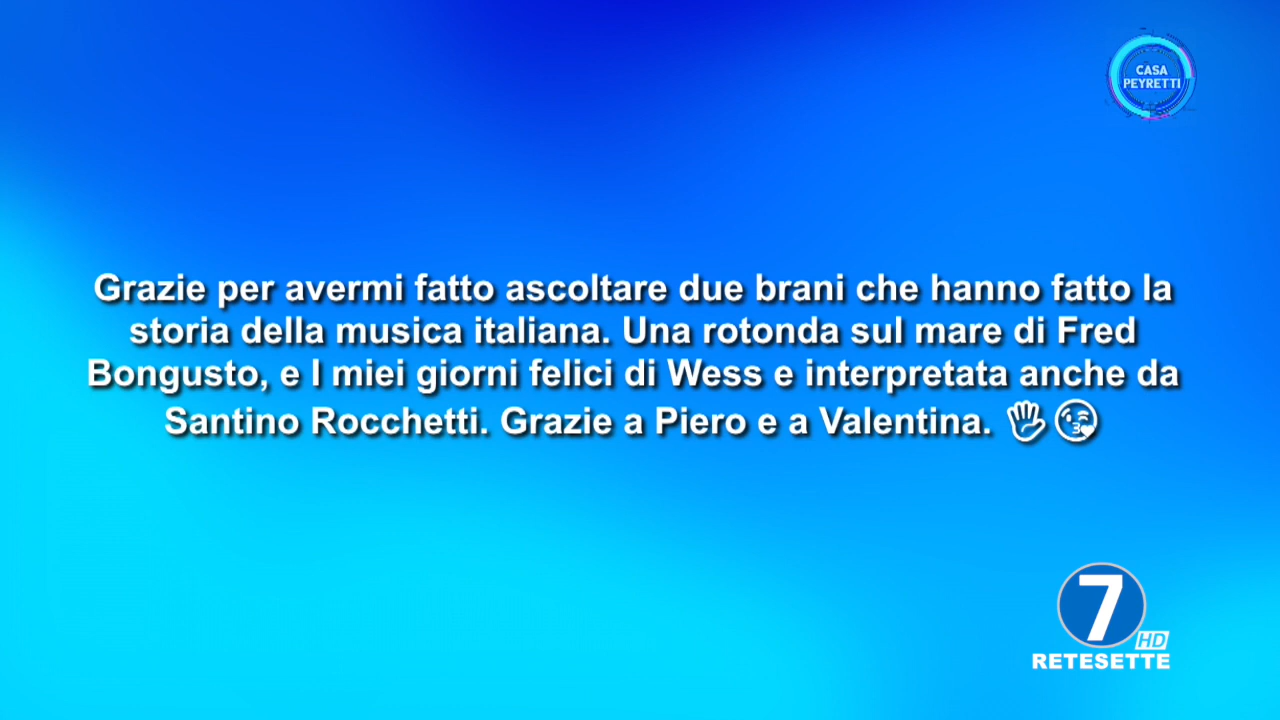 CASA
PEYRETTI
Grazie per avermi fatto ascoltare due brani che hanno fatto la
storia della musica italiana. Una rotonda sul mare di Fred
Bongusto, e I miei giorni felici di Wess e interpretata anche da
Santino Rocchetti. Grazie a Piero e a Valentina. 👋😘
7
HD
RETESETTE